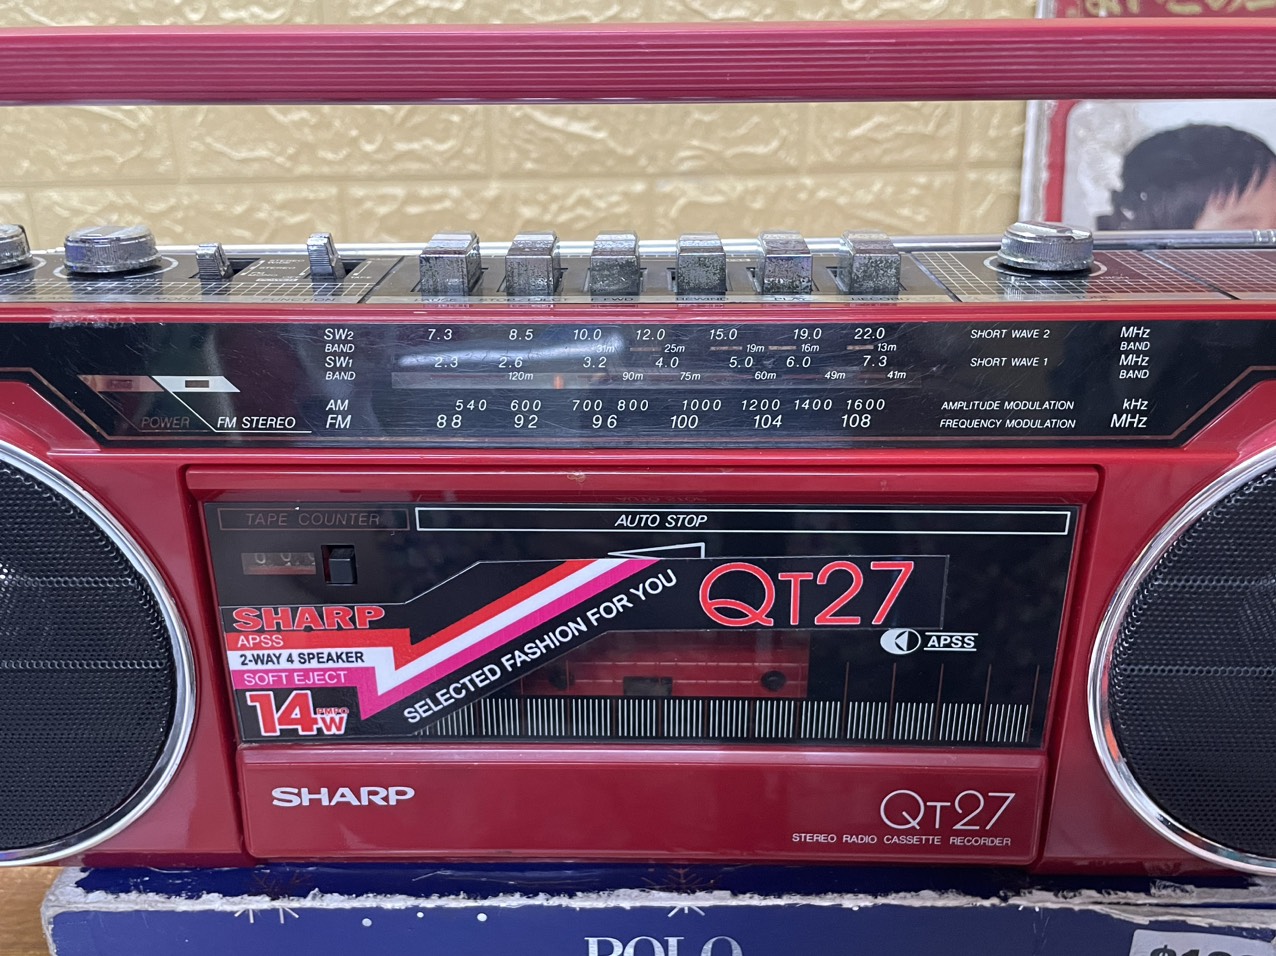 SW2 7.3 8.5 10.0 12.0 15.0 19.0 22.0 SHORT WAVE 2 MHz
BAND 31m 25m 19m 16m 13m BAND
SW1 2.3 2.6 3.2 4.0 5.0 6.0 7.3 SHORT WAVE 1 MHz
BAND 120m 90m 75m 60m 49m 41m BAND
AM 540 600 700 800 1000 1200 1400 1600 AMPLITUDE MODULATION kHz
POWER FM STEREO FM 88 92 96 100 104 108 FREQUENCY MODULATION MHz
TAPE COUNTER AUTO STOP
QT27
SHARP
APSS
2-WAY 4 SPEAKER
SOFT EJECT
14W
PMPO
SELECTED FASHION FOR YOU
APSS
SHARP
QT27
STEREO RADIO CASSETTE RECORDER
POLO